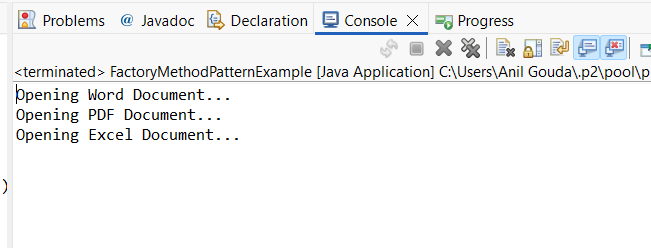 Problems @ Javadoc Declaration Console Progress
<terminated> FactoryMethodPatternExample [Java Application] C:\Users\Anil Gouda\.p2\pool\p
Opening Word Document...
Opening PDF Document...
Opening Excel Document...
)